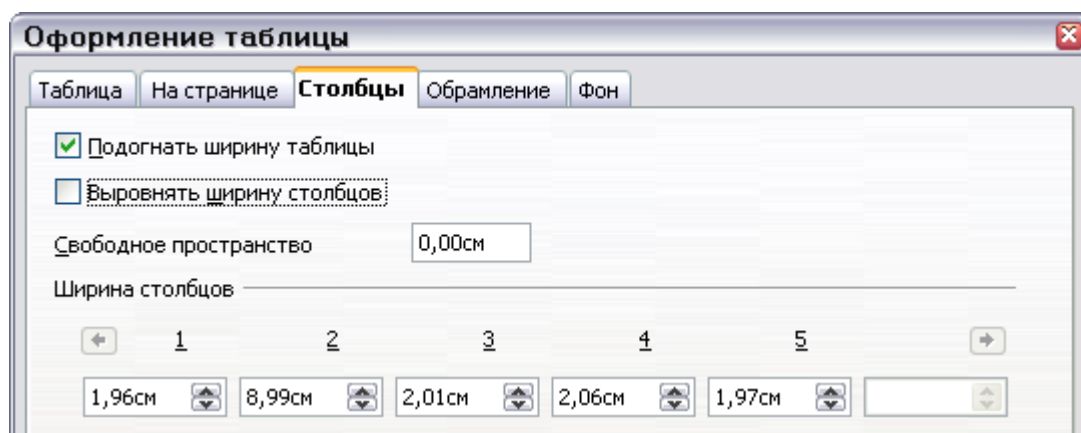 Оформление таблицы
Таблица На странице Столбцы Обрамление Фон
Подогнать ширину таблицы
Выровнять ширину столбцов
Свободное пространство 0,00см
Ширина столбцов
1 2 3 4 5
1,96см 8,99см 2,01см 2,06см 1,97см